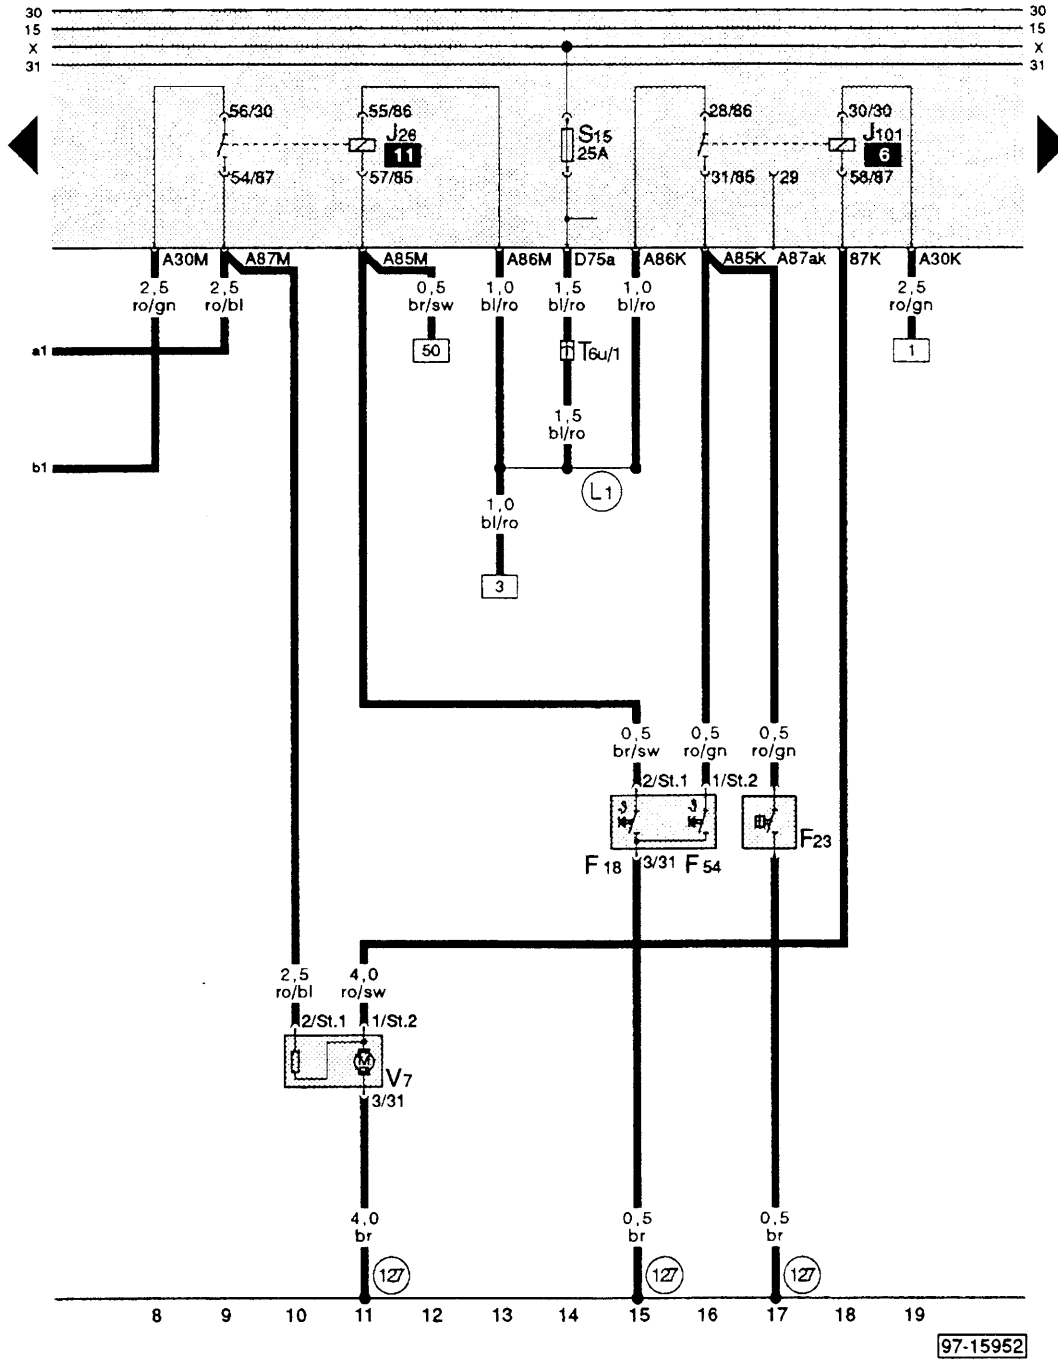 30 30
15 15
X X
31 31
56/30 55/86 28/86 30/30
J26 S15 J101
11 25A 6
54/87 57/85 31/85 29 58/87
A30M A87M A85M A86M D75a A86K A85K A87ak 87K A30K
2,5 2,5 0,5 1,0 1,5 1,0 2,5
ro/gn ro/bl br/sw bl/ro bl/ro bl/ro ro/gn
a1 50 T6u/1 1
1,5
bl/ro
b1
L1
1,0
bl/ro
3
0,5 0,5 0,5
br/sw ro/gn ro/gn
2/St.1 1/St.2
ϑ ϑ
F23
F18 3/31 F54
2,5 4,0
ro/bl ro/sw
2/St.1 1/St.2
M
V7
3/31
4,0 0,5 0,5
br br br
127 127 127
8 9 10 11 12 13 14 15 16 17 18 19
97-15952